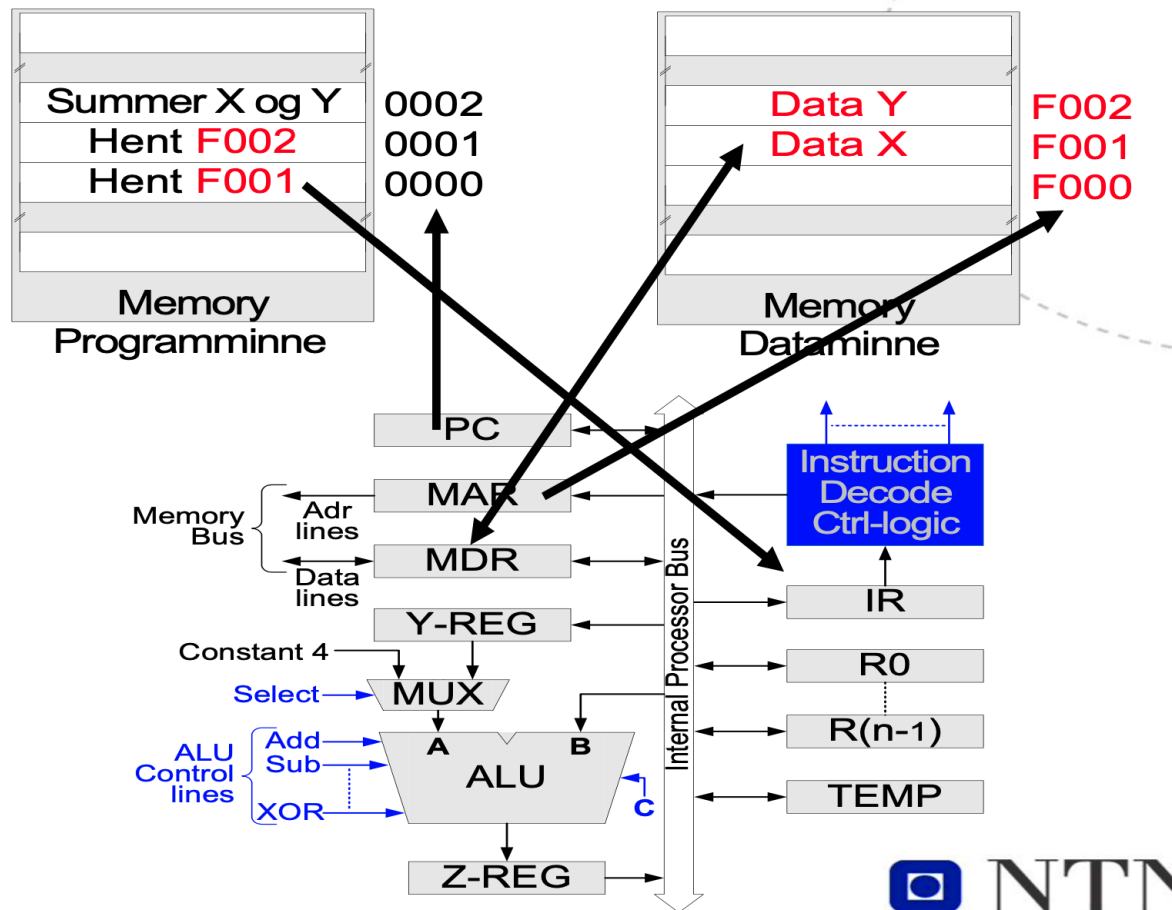 Summer X og Y 0002
Hent F002 0001
Hent F001 0000
Memory
Programminne
Data Y F002
Data X F001
F000
Memory
Dataminne
PC
MAR
MDR
Memory
Bus
Adr
lines
Data
lines
Y-REG
Constant 4
Select
MUX
ALU
Control
lines
Add
Sub
XOR
A
B
ALU
C
Z-REG
Internal Processor Bus
Instruction
Decode
Ctrl-logic
IR
R0
R(n-1)
TEMP
NTN